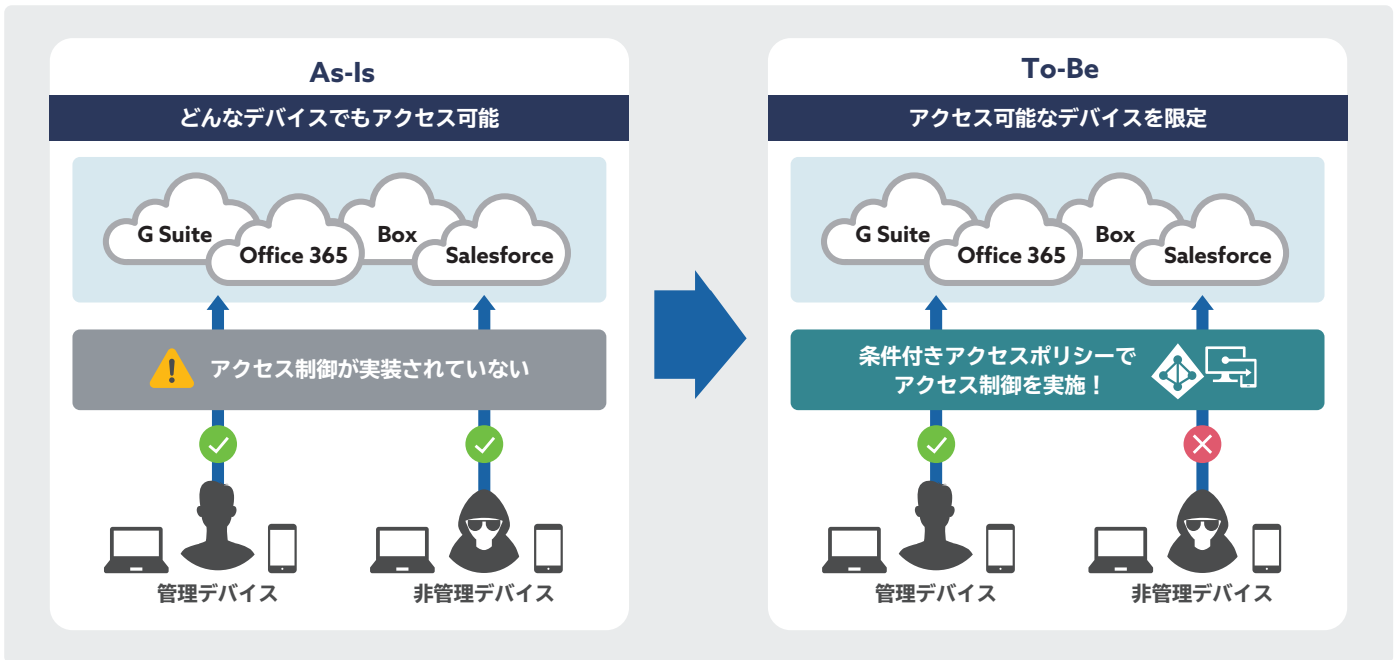 As-Is
どんなデバイスでもアクセス可能
G Suite
Office 365
Box
Salesforce
アクセス制御が実装されていない
管理デバイス
非管理デバイス
To-Be
アクセス可能なデバイスを限定
G Suite
Office 365
Box
Salesforce
条件付きアクセスポリシーで
アクセス制御を実施！
管理デバイス
非管理デバイス